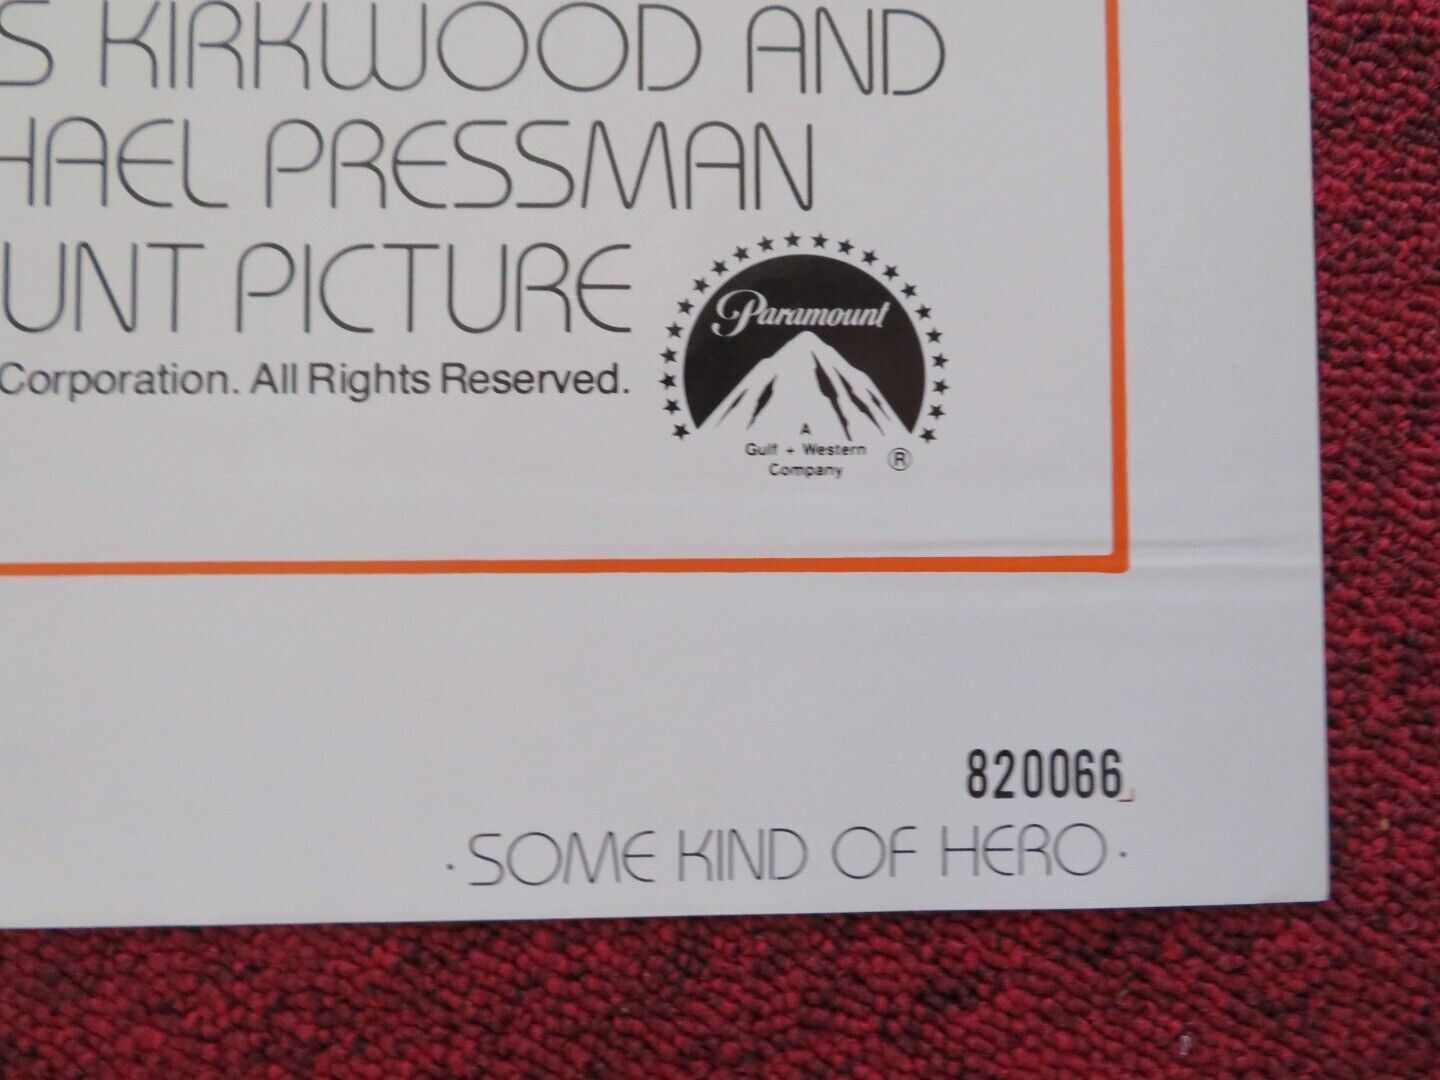 S KIRKWOOD AND
HAEL PRESSMAN
UNT PICTURE
Corporation. All Rights Reserved.
Paramount
A
Gulf + Western
Company
®
820066
· SOME KIND OF HERO ·